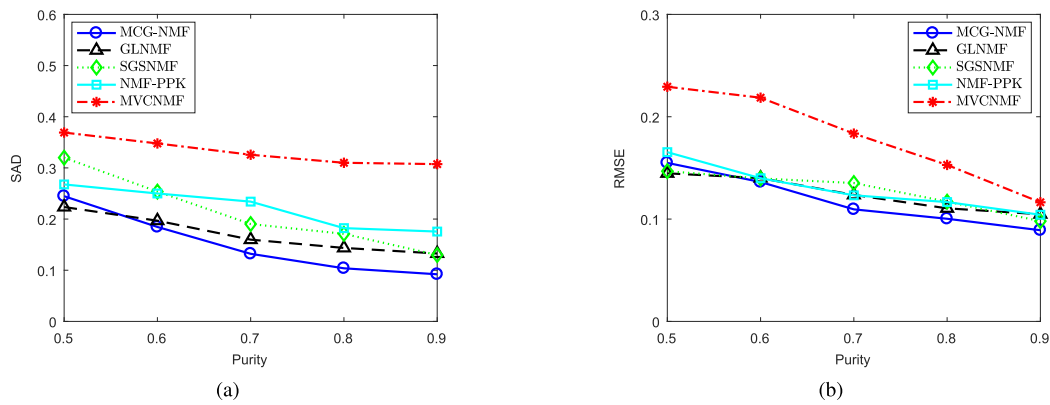 0.6
0.5
0.4
0.3
0.2
0.1
0
SAD
MCG-NMF
GLNMF
SGSNMF
NMF-PPK
MVCNMF
0.5 0.6 0.7 0.8 0.9
Purity
(a)
0.3
0.2
0.1
0
RMSE
MCG-NMF
GLNMF
SGSNMF
NMF-PPK
MVCNMF
0.5 0.6 0.7 0.8 0.9
Purity
(b)